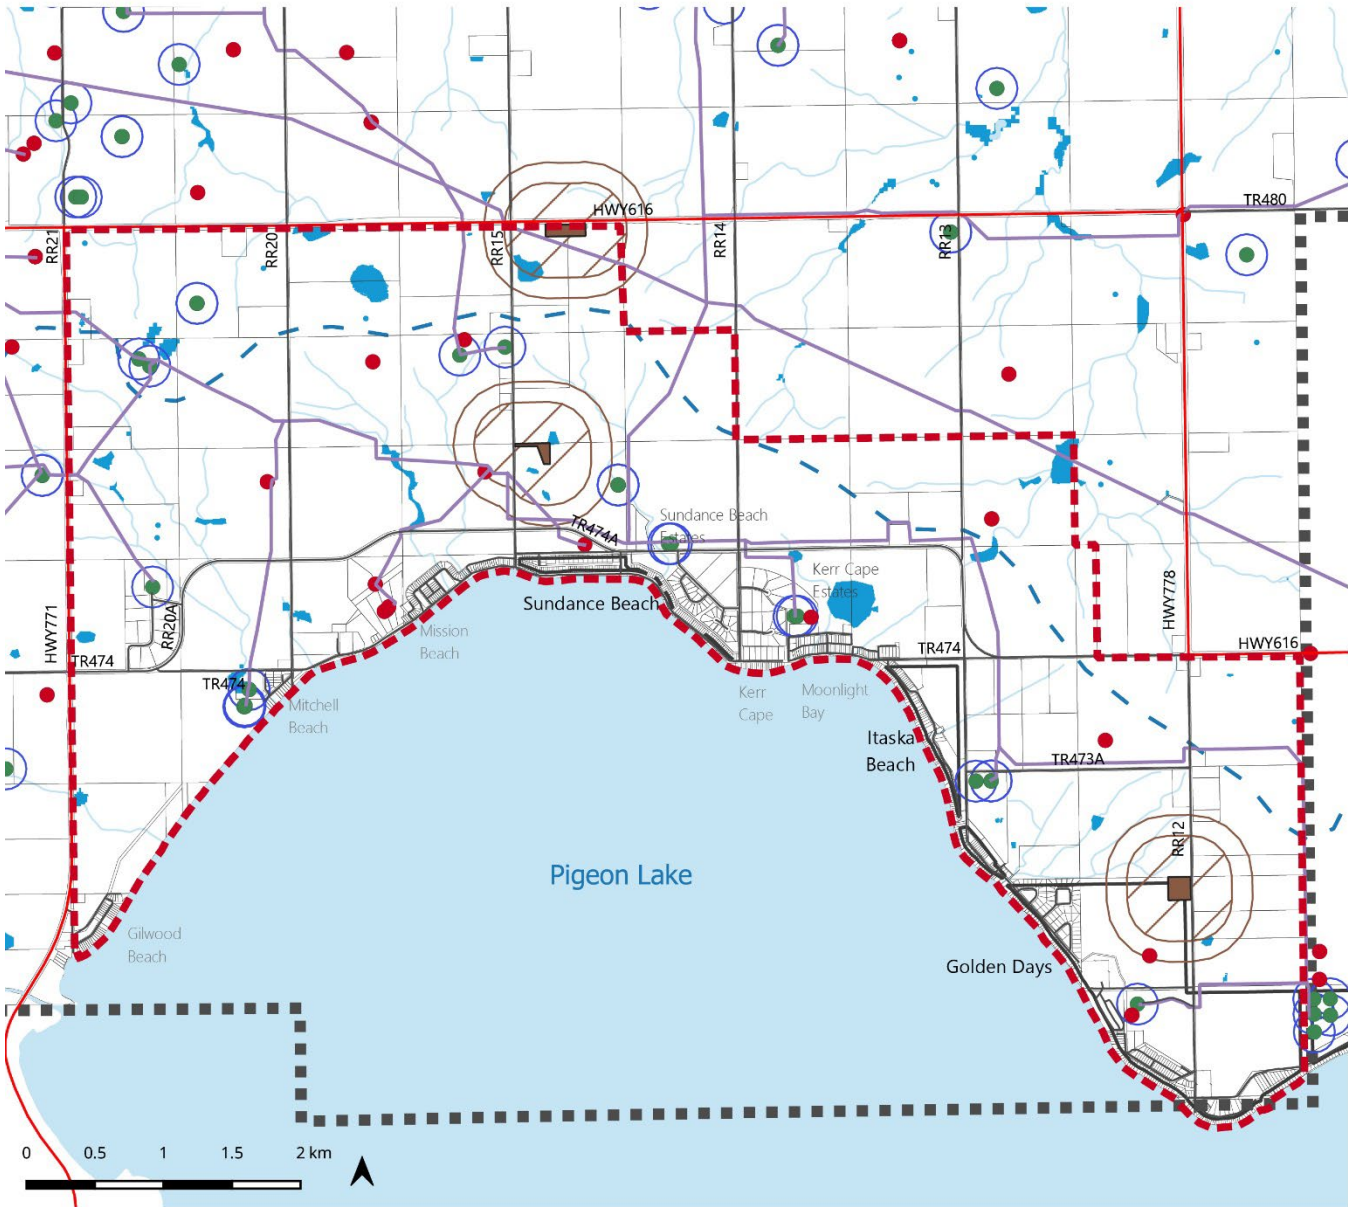 TR480
HWY616
RR21
RR20
RR15
RR14
RR13
Sundance Beach
Estates
TR474A
Kerr Cape
Estates
Sundance Beach
HWY771
RR20A
HWY778
Mission
Beach
TR474
TR474
HWY616
TR474
Mitchell
Beach
Kerr
Cape
Moonlight
Bay
Itaska
Beach
TR473A
RR12
Pigeon Lake
Gilwood
Beach
Golden Days
0 0.5 1 1.5 2 km